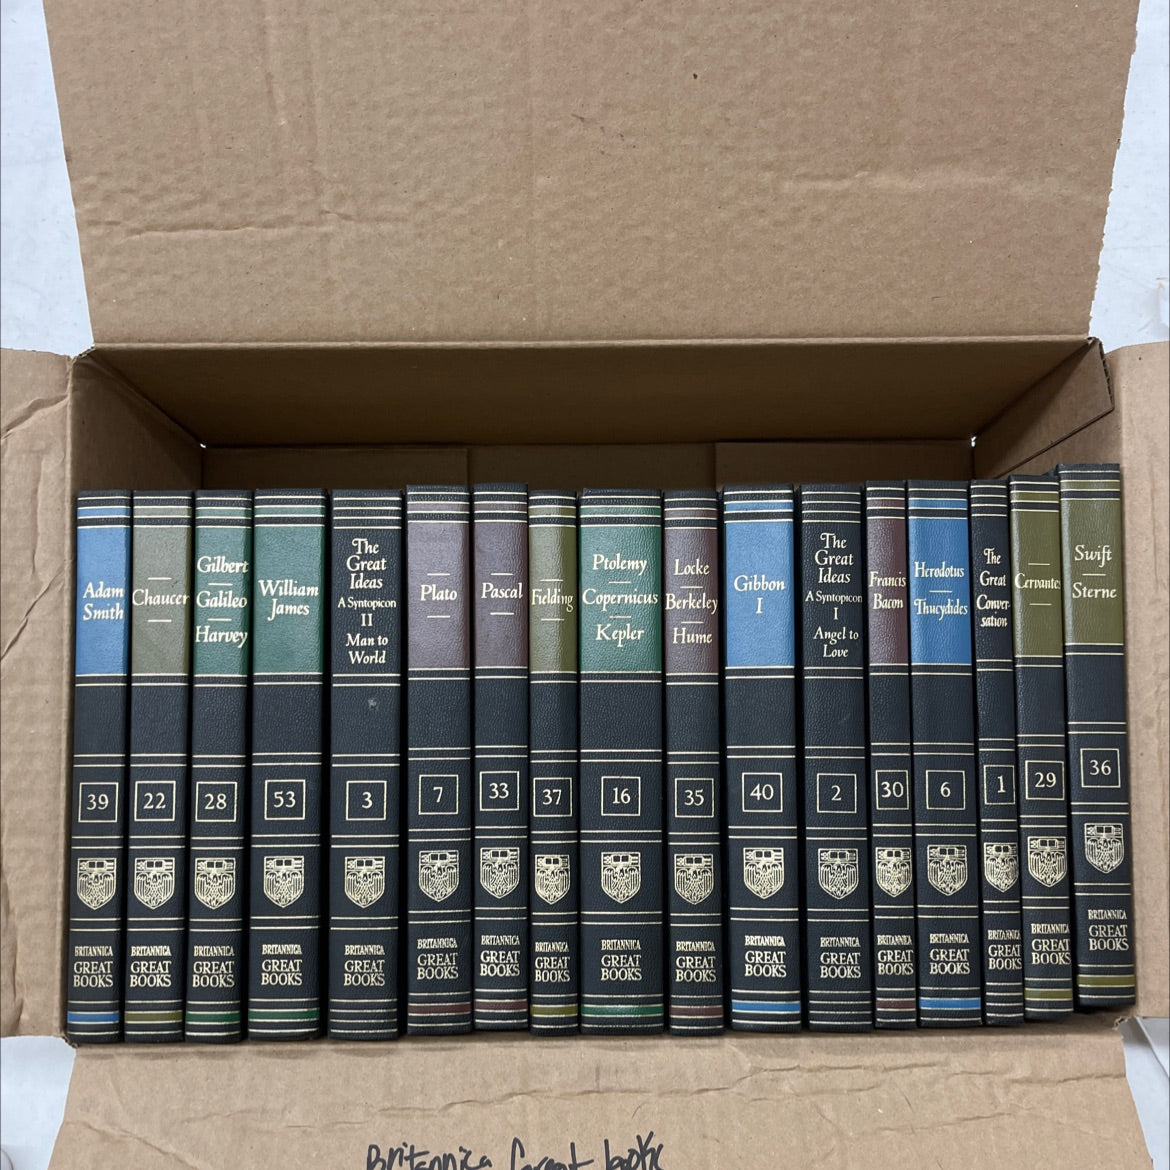 Adam
Smith
39
BRITANNICA
GREAT
BOOKS
Chaucer
22
BRITANNICA
GREAT
BOOKS
Gilbert
Galileo
Harvey
28
BRITANNICA
GREAT
BOOKS
William
James
53
BRITANNICA
GREAT
BOOKS
The
Great
Ideas
A Syntopicon
II
Man to
World
3
BRITANNICA
GREAT
BOOKS
Plato
7
BRITANNICA
GREAT
BOOKS
Pascal
33
BRITANNICA
GREAT
BOOKS
Fielding
37
BRITANNICA
GREAT
BOOKS
Ptolemy
Copernicus
Kepler
16
BRITANNICA
GREAT
BOOKS
Locke
Berkeley
Hume
35
BRITANNICA
GREAT
BOOKS
Gibbon
I
40
BRITANNICA
GREAT
BOOKS
The
Great
Ideas
A Syntopicon
I
Angel to
Love
2
BRITANNICA
GREAT
BOOKS
Francis
Bacon
30
BRITANNICA
GREAT
BOOKS
Herodotus
Thucydides
6
BRITANNICA
GREAT
BOOKS
The
Great
Conver-
sation
1
BRITANNICA
GREAT
BOOKS
Cervantes
29
BRITANNICA
GREAT
BOOKS
Swift
Sterne
36
BRITANNICA
GREAT
BOOKS
Britannica Great books